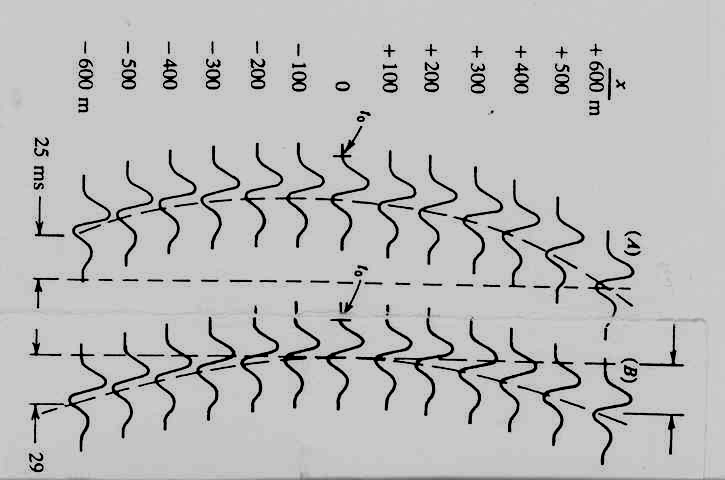 x (A) (B)
+ 600 m
+ 500
+ 400
+ 300
+ 200
+ 100
t₀ t₀
0
− 100
− 200
− 300
− 400
− 500
− 600 m
25 ms 29